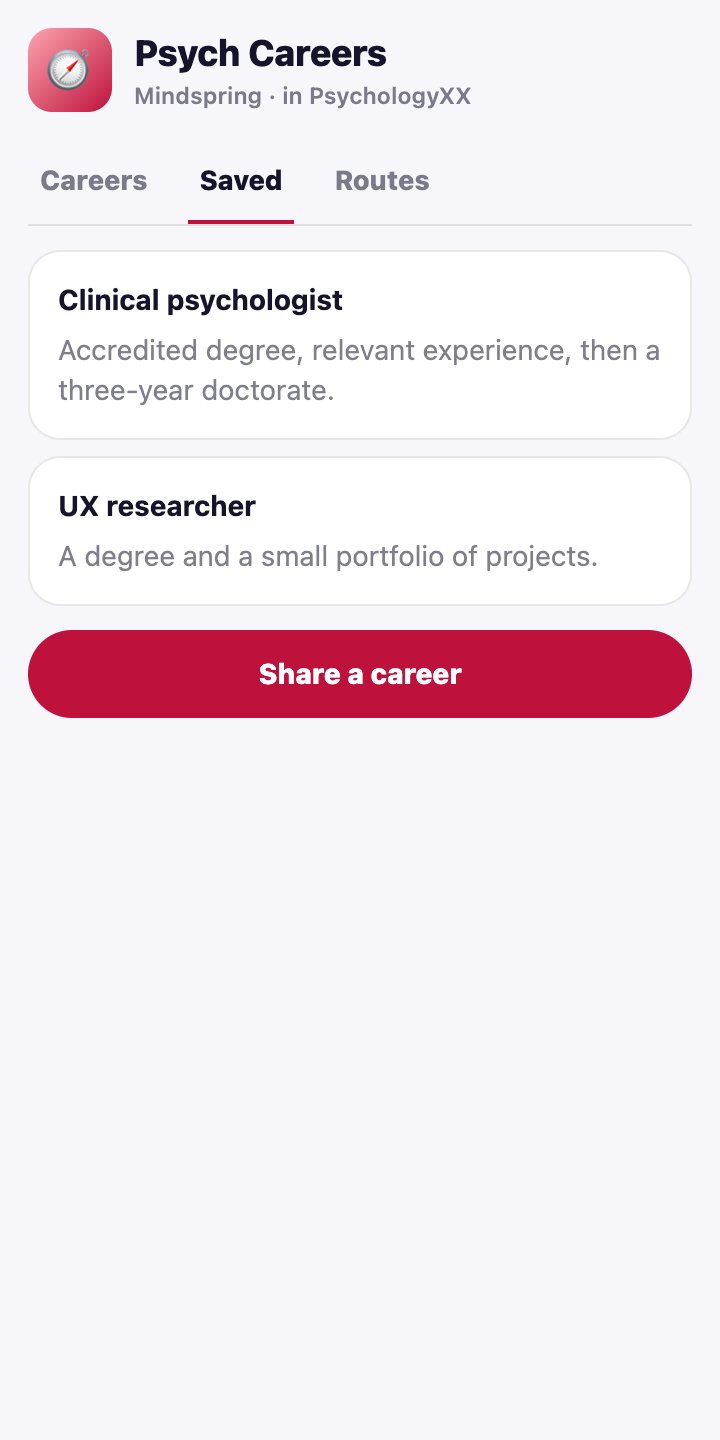 Psych Careers
Mindspring · in PsychologyXX
Careers Saved Routes
Clinical psychologist
Accredited degree, relevant experience, then a
three-year doctorate.
UX researcher
A degree and a small portfolio of projects.
Share a career